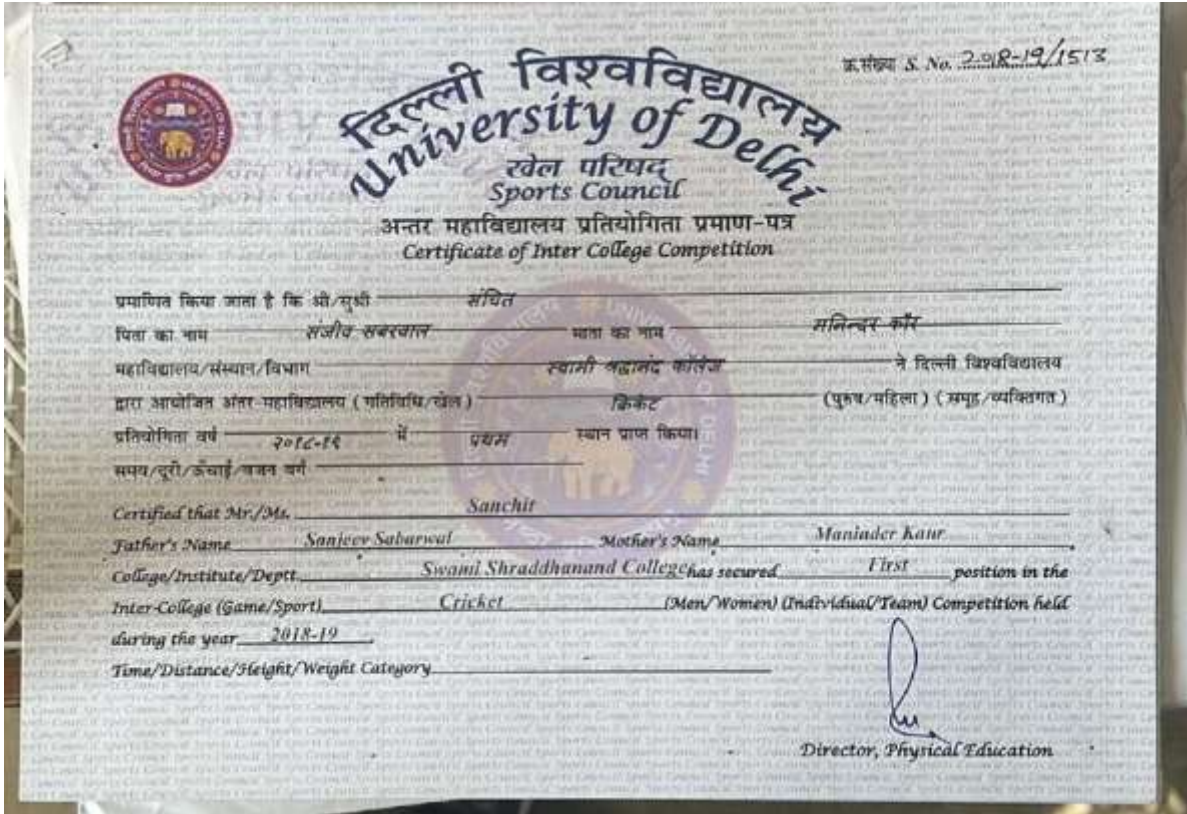 क्र.संख्या S. No. 2018-19/1513
दिल्ली विश्वविद्यालय
University of Delhi
खेल परिषद्
Sports Council
अन्तर महाविद्यालय प्रतियोगिता प्रमाण-पत्र
Certificate of Inter College Competition
प्रमाणित किया जाता है कि श्री/सुश्री संचित
पिता का नाम संजीव सबरवाल माता का नाम मनिन्दर कौर
महाविद्यालय/संस्थान/विभाग स्वामी श्रद्धानंद कॉलेज ने दिल्ली विश्वविद्यालय
द्वारा आयोजित अंतर-महाविद्यालय (गतिविधि/खेल) क्रिकेट (पुरुष/महिला) (समूह/व्यक्तिगत)
प्रतियोगिता वर्ष २०१८-१९ में प्रथम स्थान प्राप्त किया।
समय/दूरी/ऊँचाई/वजन वर्ग
Certified that Mr./Ms. Sanchit
Father's Name Sanjeev Sabarwal Mother's Name Maninder Kaur
College/Institute/Deptt. Swami Shraddhanand College has secured First position in the
Inter-College (Game/Sport) Cricket (Men/Women) (Individual/Team) Competition held
during the year 2018-19
Time/Distance/Height/Weight Category
Director, Physical Education